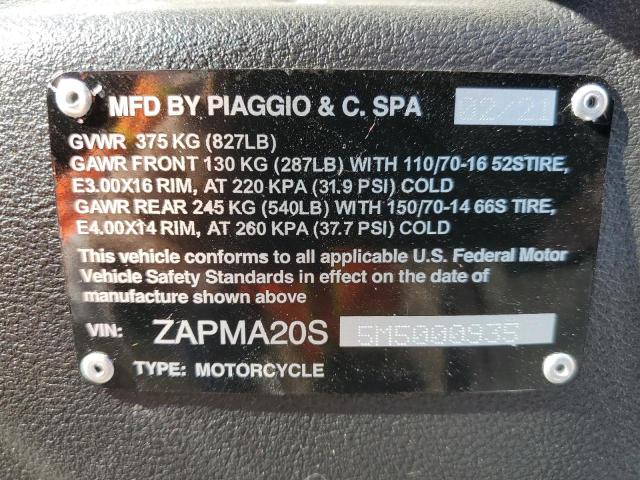 MFD BY PIAGGIO & C. SPA 02/21
GVWR 375 KG (827LB)
GAWR FRONT 130 KG (287LB) WITH 110/70-16 52STIRE,
E3.00X16 RIM, AT 220 KPA (31.9 PSI) COLD
GAWR REAR 245 KG (540LB) WITH 150/70-14 66S TIRE,
E4.00X14 RIM, AT 260 KPA (37.7 PSI) COLD
This vehicle conforms to all applicable U.S. Federal Motor
Vehicle Safety Standards in effect on the date of
manufacture shown above
VIN: ZAPMA20S 5M5000935
TYPE: MOTORCYCLE